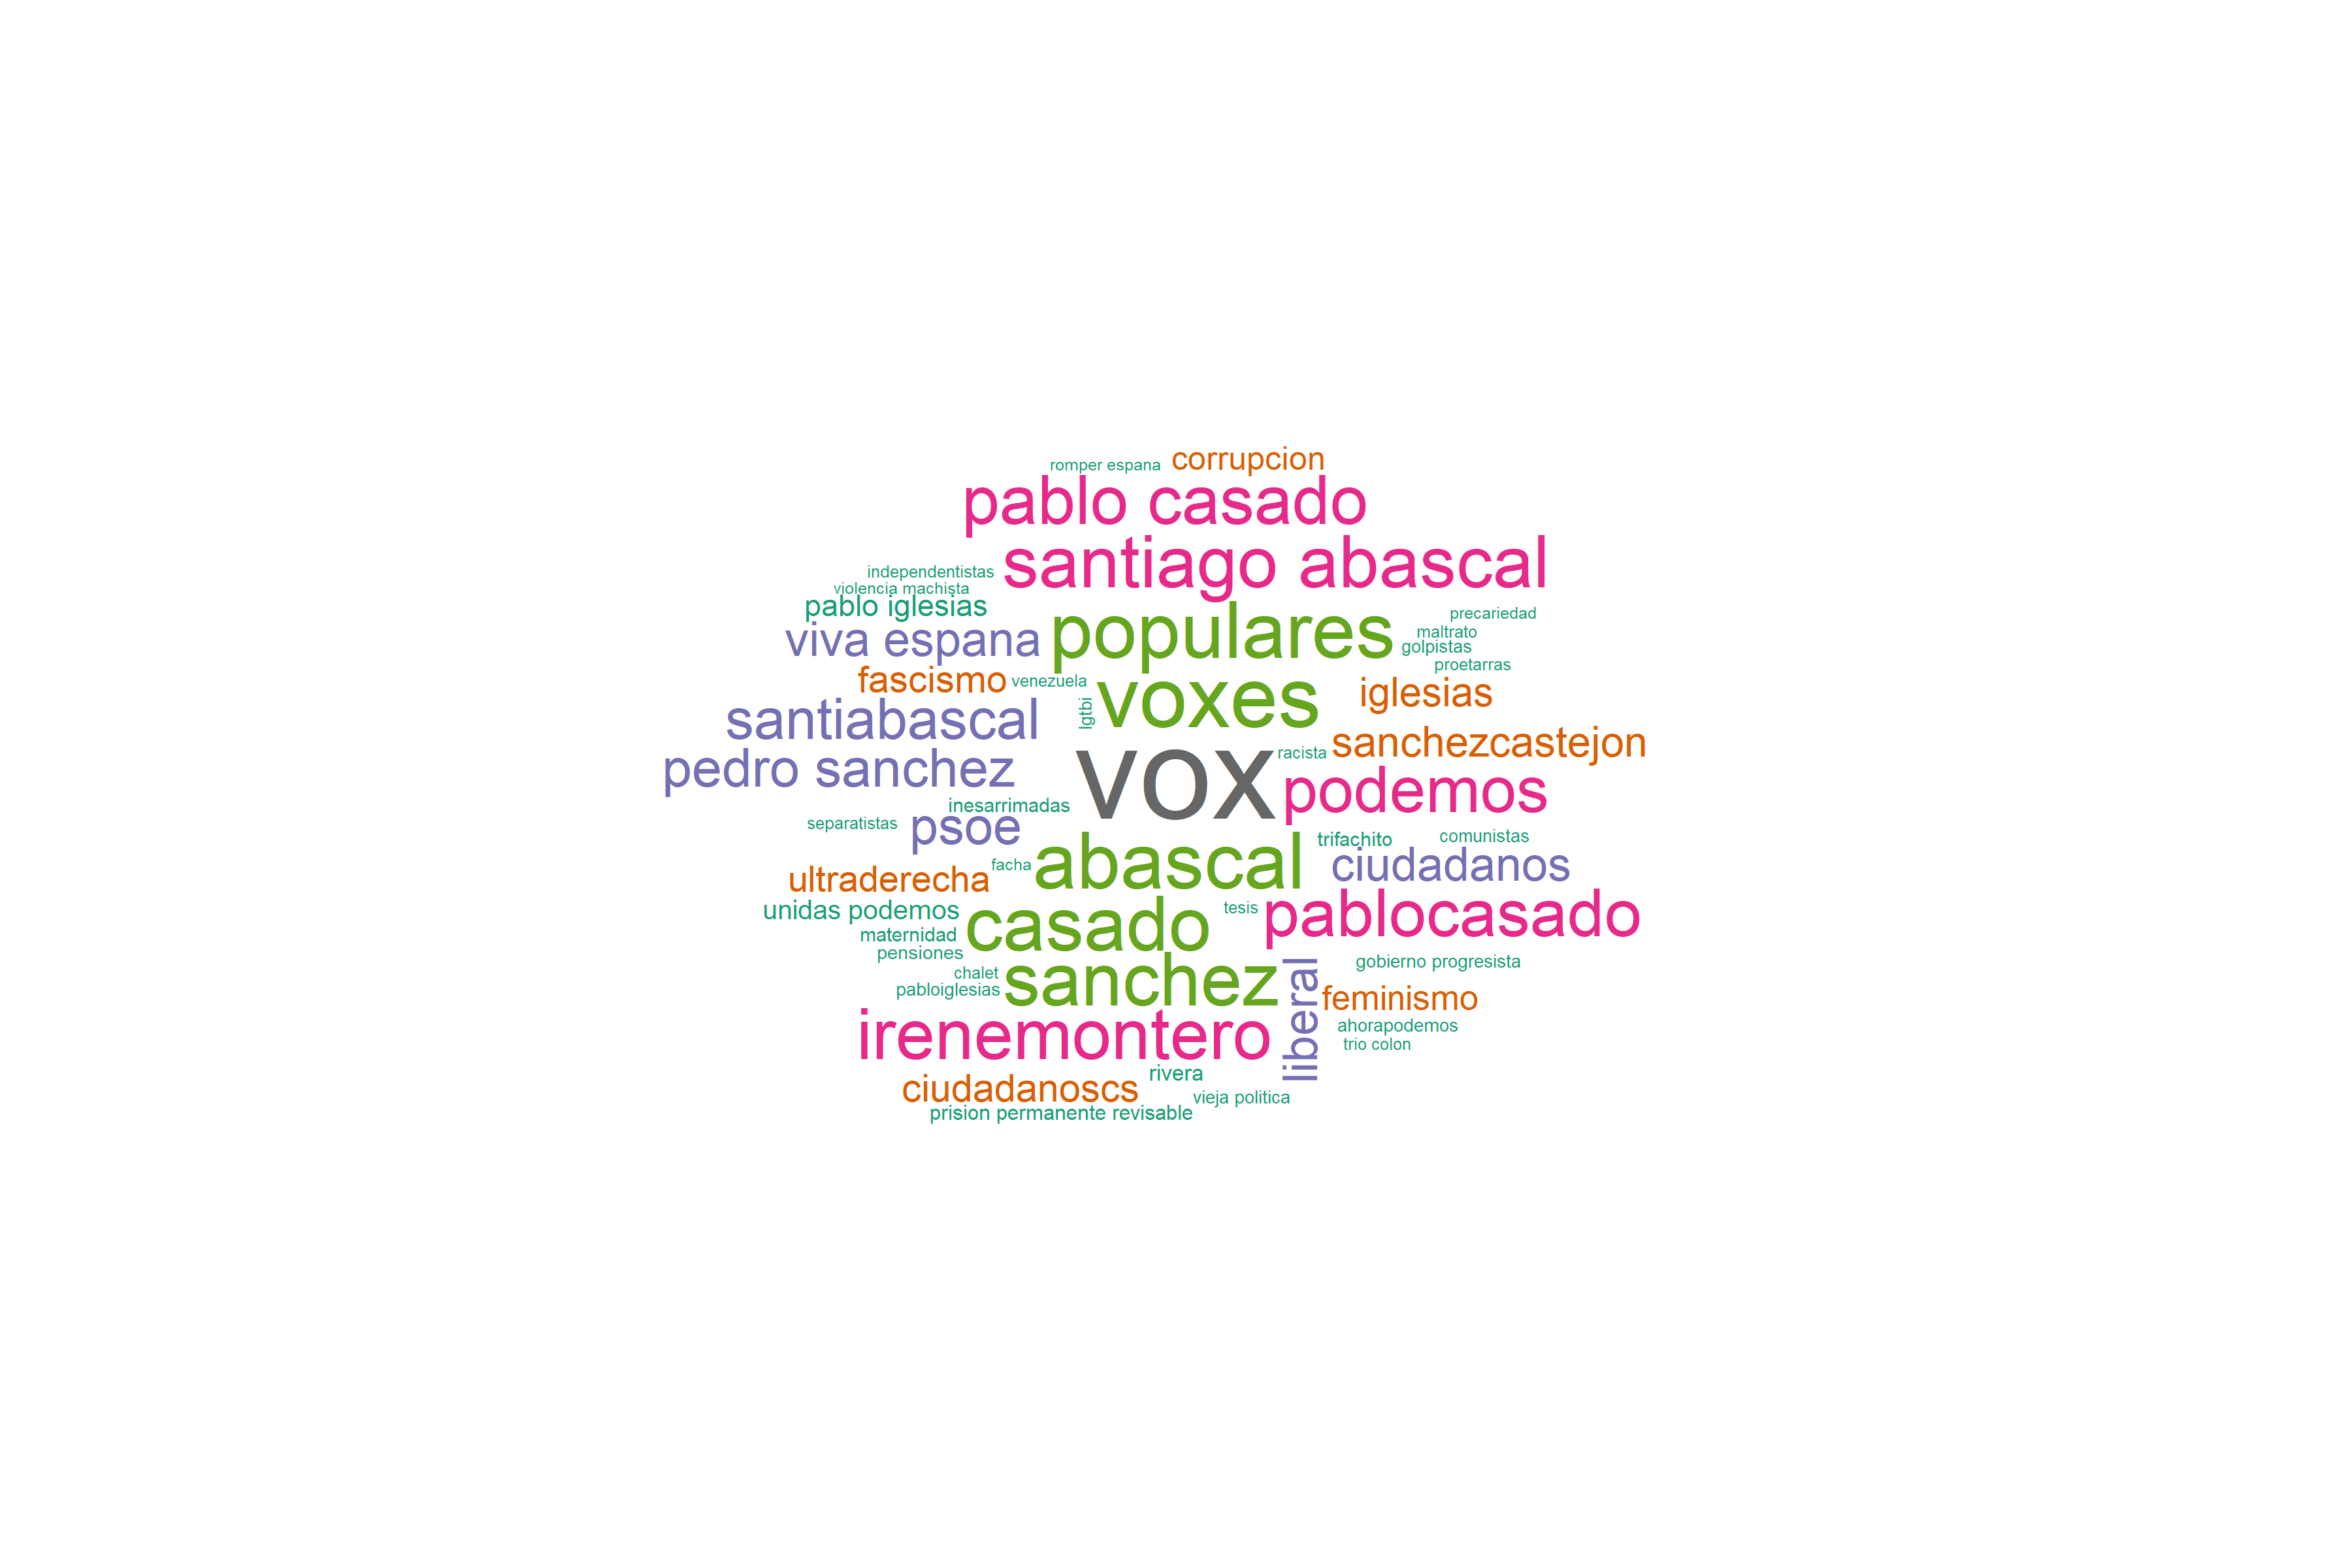 romper espana corrupcion
pablo casado
santiago abascal
independentistas
violencia machista
pablo iglesias
populares
precariedad
maltrato
golpistas
proetarras
viva espana
fascismo
venezuela
voxes
iglesias
santiabascal
lgtbi
sanchezcastejon
pedro sanchez
vox
racista
podemos
inesarrimadas
separatistas
psoe
trifachito
comunistas
abascal
ciudadanos
facha
ultraderecha
unidas podemos
casado
tesis
pablocasado
maternidad
pensiones
chalet
sanchez
liberal
gobierno progresista
pabloiglesias
feminismo
irenemontero
ahorapodemos
trio colon
rivera
ciudadanoscs
vieja politica
prision permanente revisable